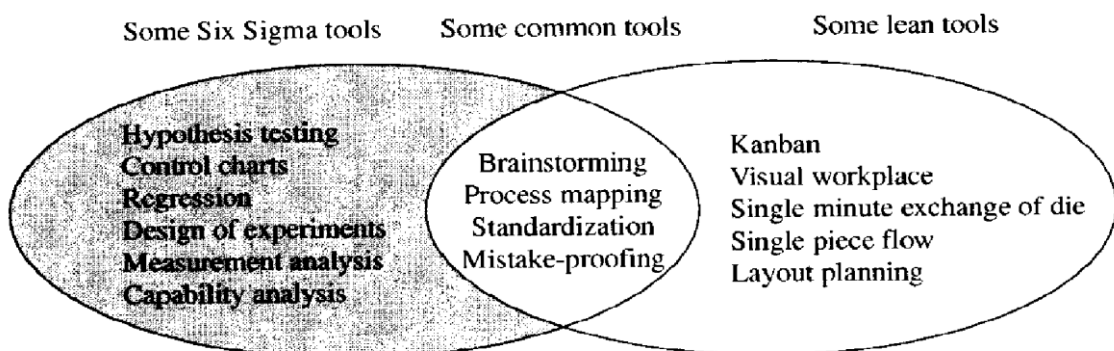 Some Six Sigma tools
Some common tools
Some lean tools
Hypothesis testing
Control charts
Regression
Design of experiments
Measurement analysis
Capability analysis
Brainstorming
Process mapping
Standardization
Mistake-proofing
Kanban
Visual workplace
Single minute exchange of die
Single piece flow
Layout planning